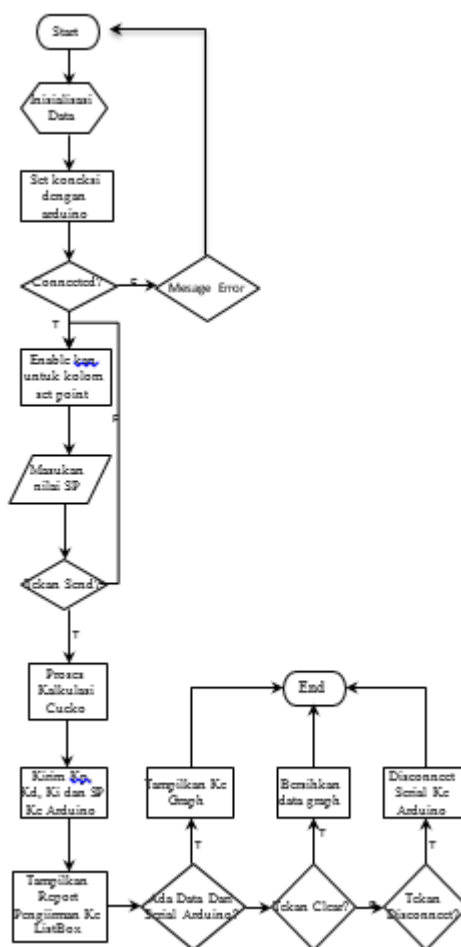 Start
Inisialisasi
Data
Set koneksi
dengan
arduino
Connected?
F
Mesage Error
T
Enable kan
untuk kolom
set point
F
Masukan
nilai SP
Tekan Send?
T
Proses
Kalkulasi
Cucko
Kirim Kp,
Kd, Ki dan SP
Ke Arduino
Tampilkan
Report
Pengiirman Ke
ListBox
Ada Data Dari
Serial Arduino?
T
Tampilkan Ke
Graph
End
Tekan Clear?
T
Bersihkan
data graph
F
Tekan
Disconnect?
T
Disconnect
Serial Ke
Arduino